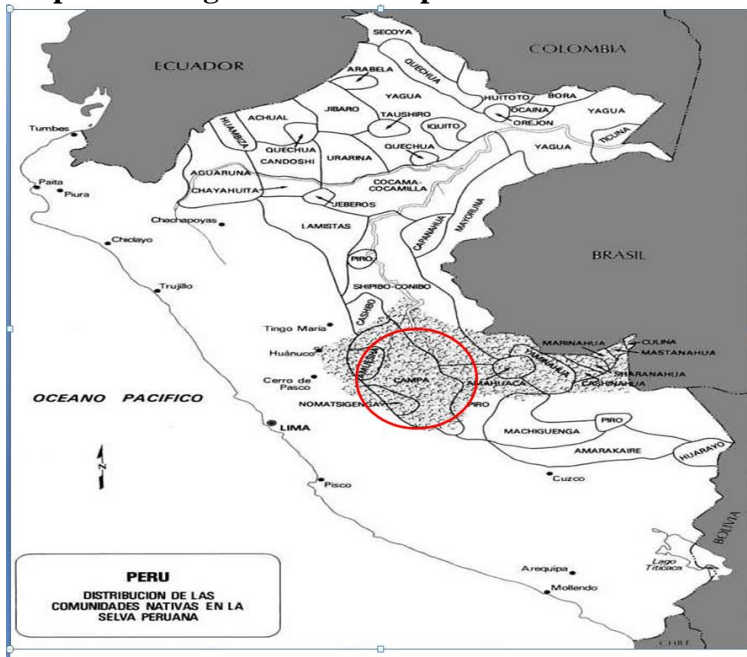 SECOYA
COLOMBIA
ECUADOR
ARABELA
QUECHUA
YAGUA
HUITOTO
BORA
JIBARO
OCAINA
YAGUA
ACHUAL
TAUSHIRO
OREJON
HUAMBIZA
IQUITO
TICUNA
Tumbes
QUECHUA
QUECHUA
YAGUA
CANDOSHI
URARINA
AGUARUNA
COCAMA-
COCAMILLA
Paita
Piura
CHAYAHUITA
JEBEROS
MAYORUNA
Chachapoyas
LAMISTAS
CAPANAHUA
Chiclayo
BRASIL
PIRO
Trujillo
SHIPIBO-CONIBO
CASHIBO
Tingo María
MARINAHUA
CULINA
MASTANAHUA
Huánuco
SHARANAHUA
CAMPA
AMAHUACA
CASHINAHUA
Cerro de
Pasco
OCEANO PACIFICO
NOMATSIGENGA
PIRO
LIMA
PIRO
MACHIGUENGA
AMARAKAIRE
HUARAYO
N
Cuzco
Pisco
BOLIVIA
Lago
Titicaca
Arequipa
Mollendo
PERU
DISTRIBUCION DE LAS
COMUNIDADES NATIVAS EN LA
SELVA PERUANA